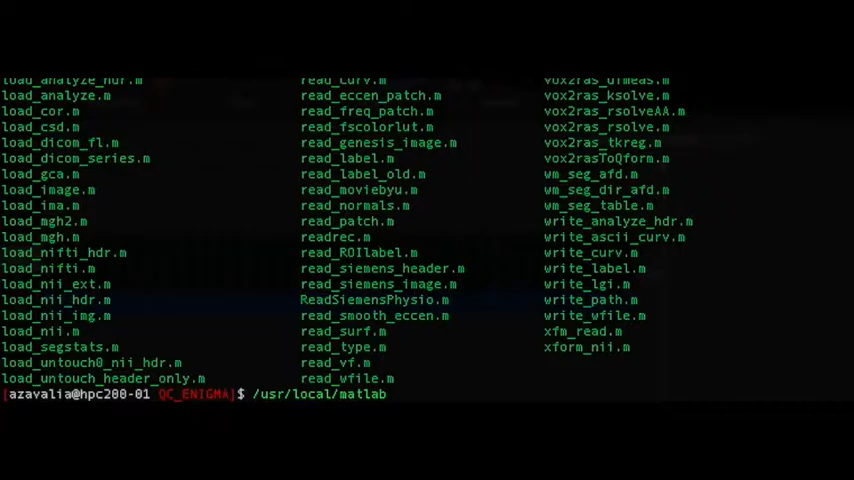 load_analyze_hdr.m read_curv.m vox2ras_dfmeas.m
load_analyze.m read_eccen_patch.m vox2ras_ksolve.m
load_cor.m read_freq_patch.m vox2ras_rsolveAA.m
load_csd.m read_fscolorlut.m vox2ras_rsolve.m
load_dicom_fl.m read_genesis_image.m vox2ras_tkreg.m
load_dicom_series.m read_label.m vox2rasToQform.m
load_gca.m read_label_old.m wm_seg_afd.m
load_image.m read_moviebyu.m wm_seg_dir_afd.m
load_ima.m read_normals.m wm_seg_table.m
load_mgh2.m read_patch.m write_analyze_hdr.m
load_mgh.m readrec.m write_ascii_curv.m
load_nifti_hdr.m read_ROIlabel.m write_curv.m
load_nifti.m read_siemens_header.m write_label.m
load_nii_ext.m read_siemens_image.m write_lgi.m
load_nii_hdr.m ReadSiemensPhysio.m write_path.m
load_nii_img.m read_smooth_eccen.m write_wfile.m
load_nii.m read_surf.m xfm_read.m
load_segstats.m read_type.m xform_nii.m
load_untouch0_nii_hdr.m read_vf.m
load_untouch_header_only.m read_wfile.m
[azavalia@hpc200-01 QC_ENIGMA]$ /usr/local/matlab